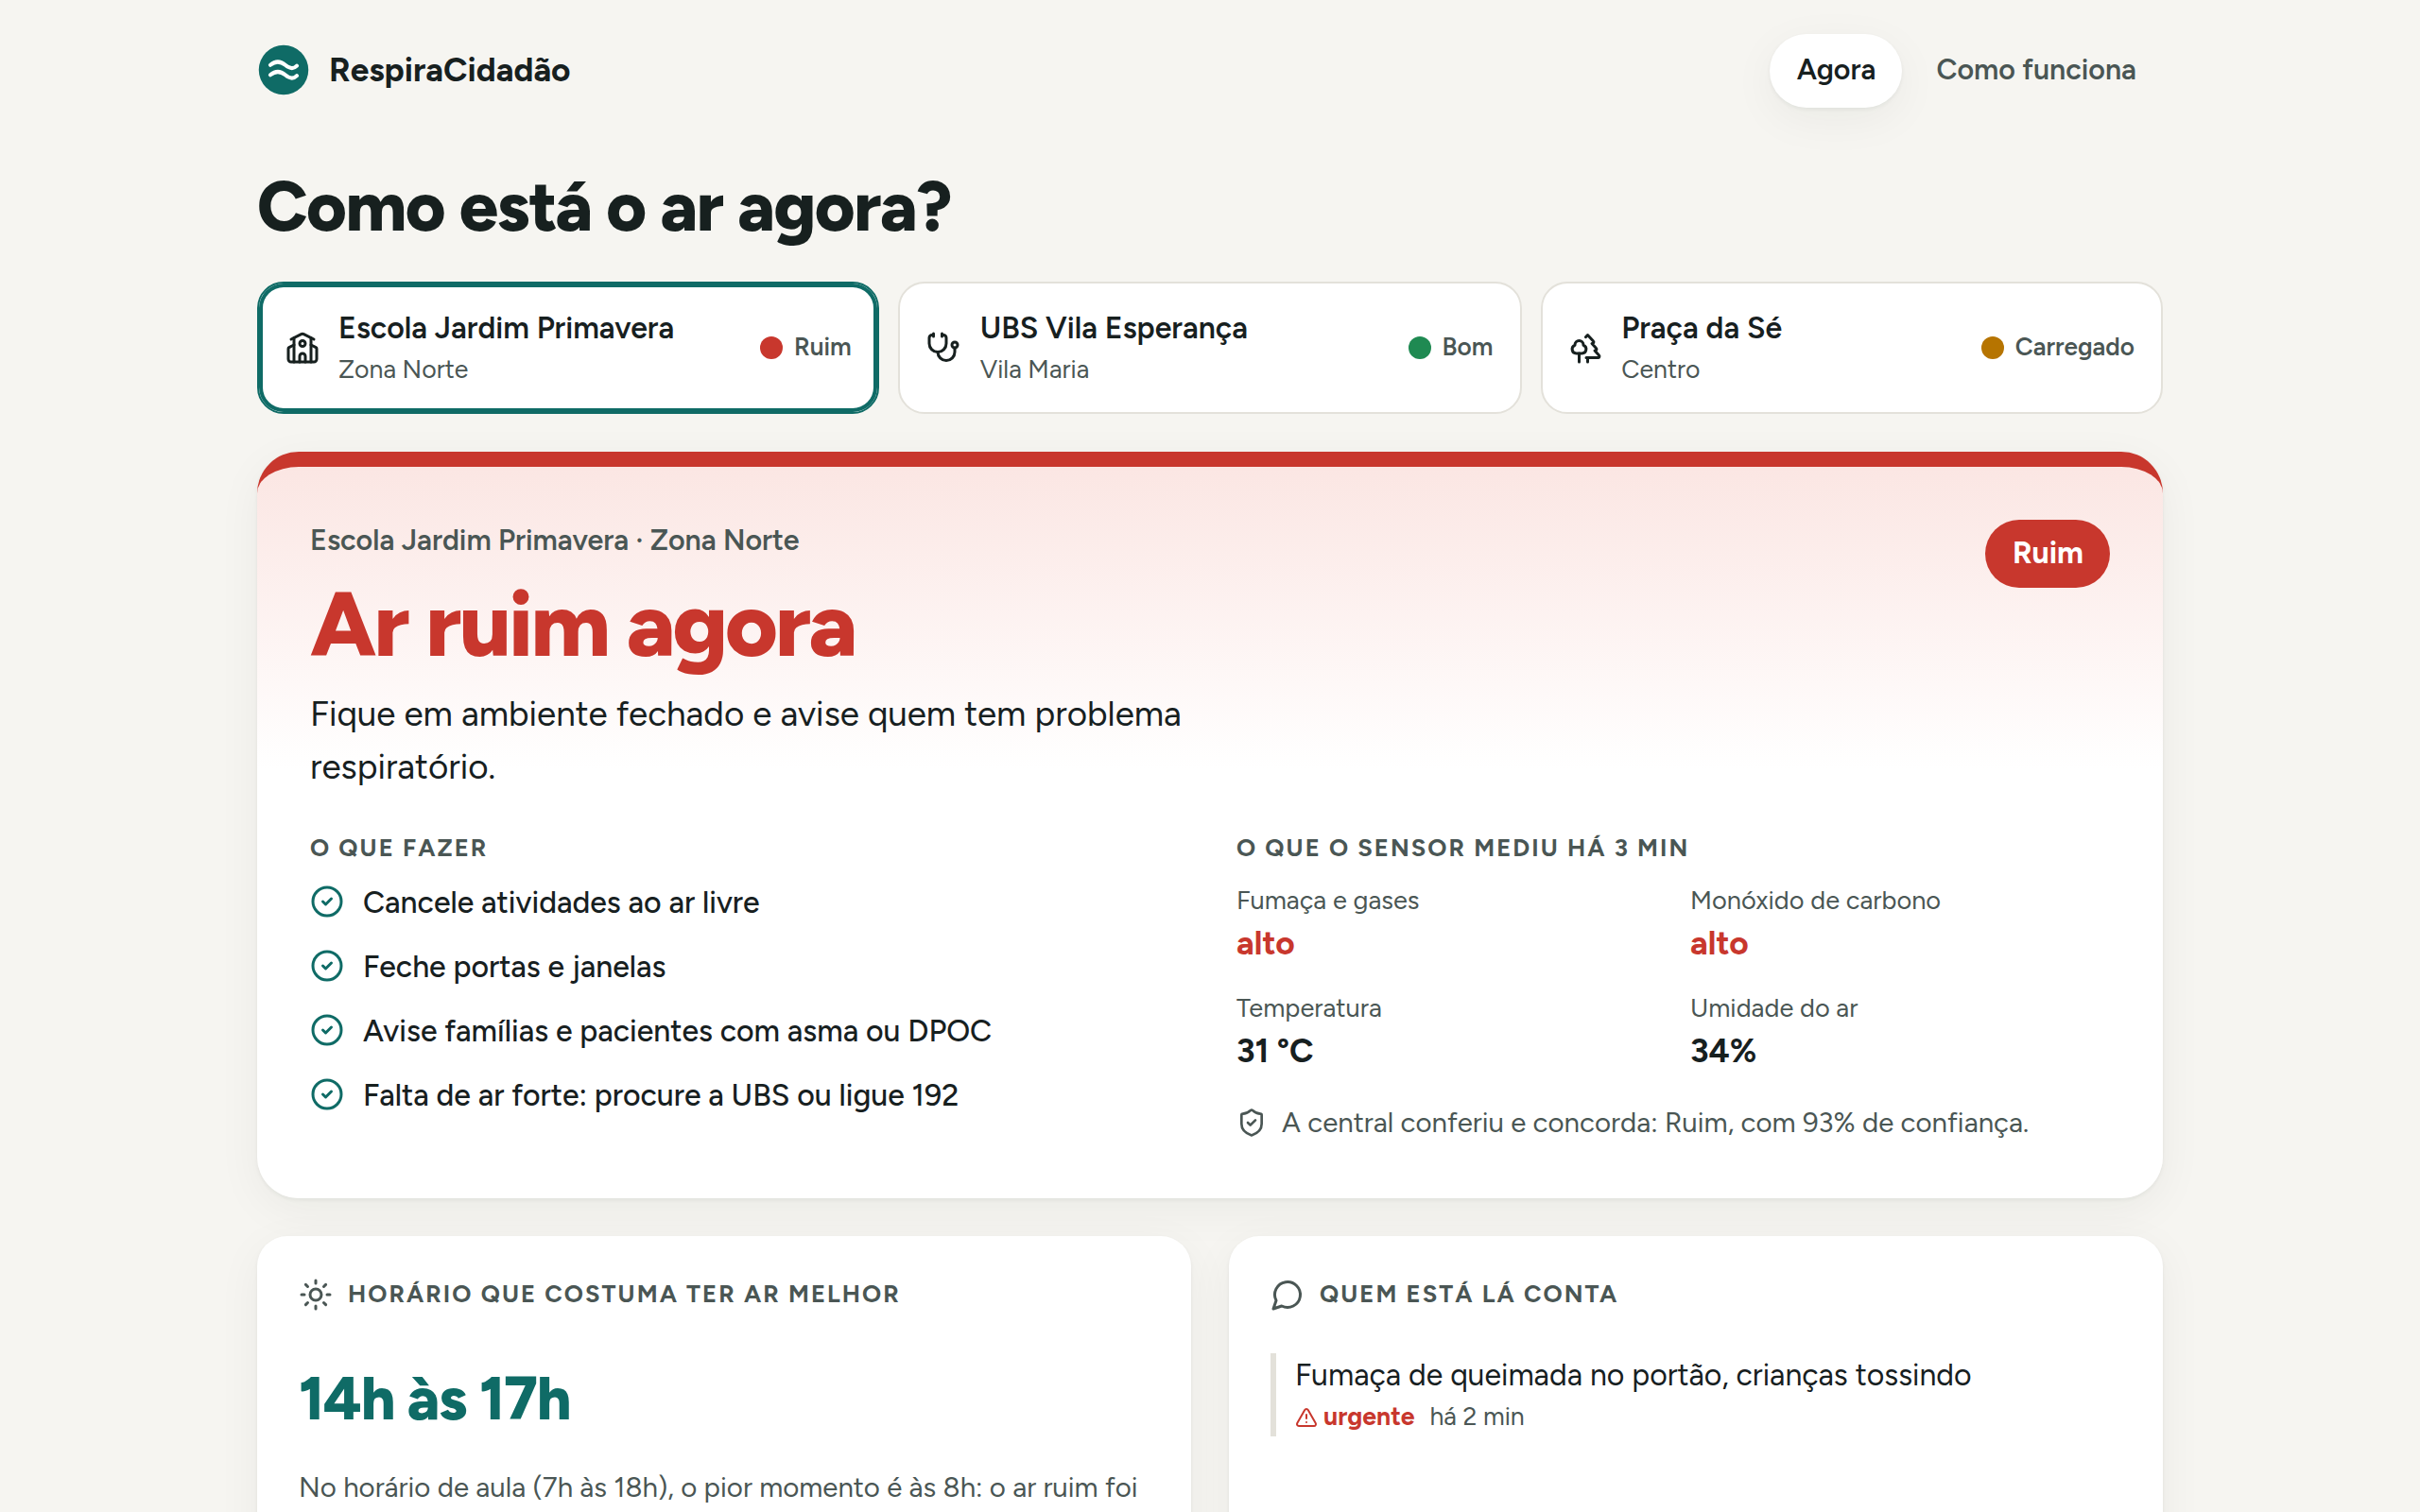 RespiraCidadão
Agora
Como funciona
Como está o ar agora?
Escola Jardim Primavera
Zona Norte
Ruim
UBS Vila Esperança
Vila Maria
Bom
Praça da Sé
Centro
Carregado
Escola Jardim Primavera · Zona Norte
Ruim
Ar ruim agora
Fique em ambiente fechado e avise quem tem problema
respiratório.
O QUE FAZER
Cancele atividades ao ar livre
Feche portas e janelas
Avise famílias e pacientes com asma ou DPOC
Falta de ar forte: procure a UBS ou ligue 192
O QUE O SENSOR MEDIU HÁ 3 MIN
Fumaça e gases
alto
Monóxido de carbono
alto
Temperatura
31 °C
Umidade do ar
34%
A central conferiu e concorda: Ruim, com 93% de confiança.
HORÁRIO QUE COSTUMA TER AR MELHOR
14h às 17h
No horário de aula (7h às 18h), o pior momento é às 8h: o ar ruim foi
QUEM ESTÁ LÁ CONTA
Fumaça de queimada no portão, crianças tossindo
urgente há 2 min